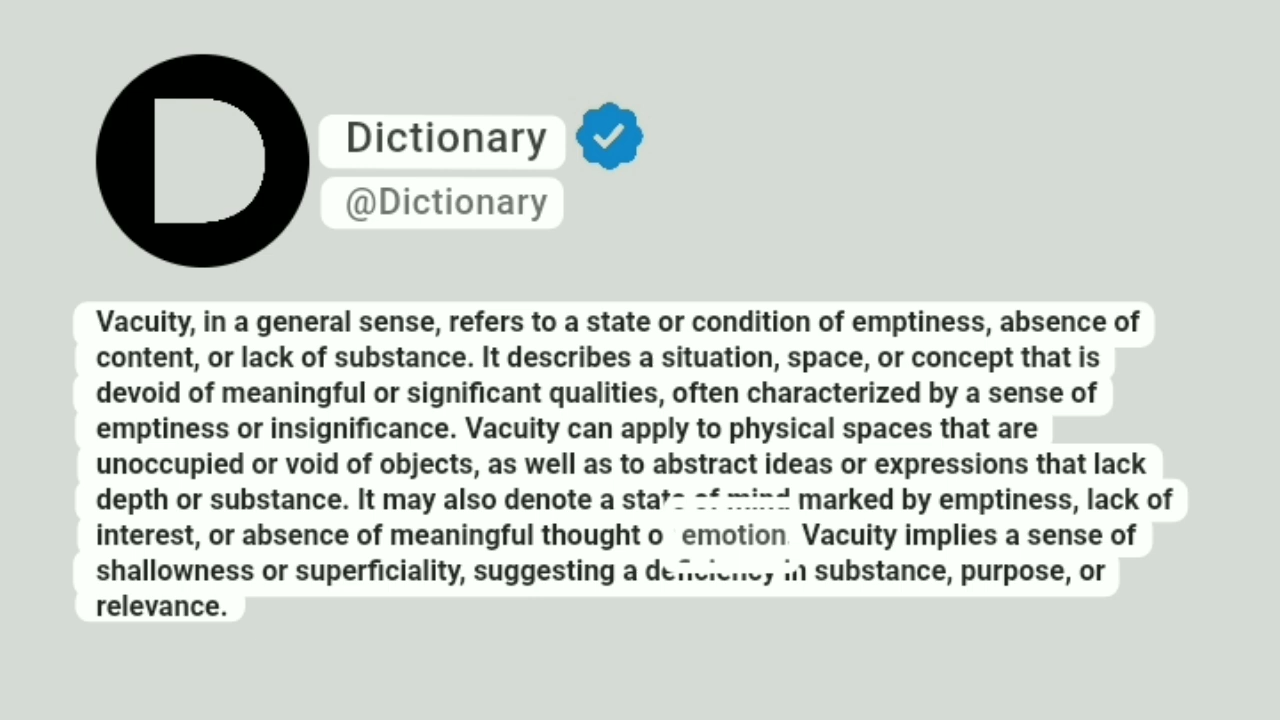 D
Dictionary
@Dictionary
Vacuity, in a general sense, refers to a state or condition of emptiness, absence of
content, or lack of substance. It describes a situation, space, or concept that is
devoid of meaningful or significant qualities, often characterized by a sense of
emptiness or insignificance. Vacuity can apply to physical spaces that are
unoccupied or void of objects, as well as to abstract ideas or expressions that lack
depth or substance. It may also denote a state of mind marked by emptiness, lack of
interest, or absence of meaningful thought o emotion. Vacuity implies a sense of
shallowness or superficiality, suggesting a deficiency in substance, purpose, or
relevance.